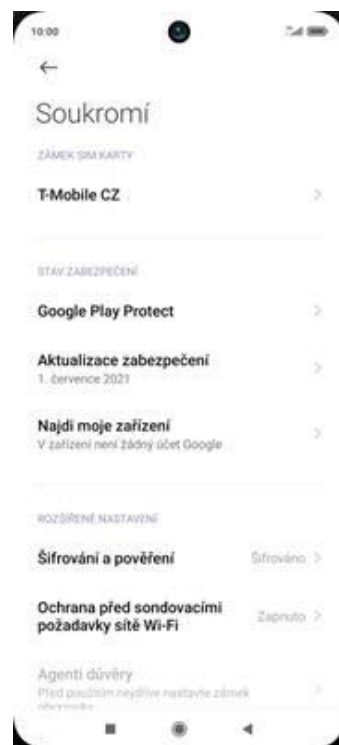 10:00
Soukromí
ZÁMEK SIM KARTY
T-Mobile CZ
STAV ZABEZPEČENÍ
Google Play Protect
Aktualizace zabezpečení
1. července 2021
Najdi moje zařízení
V zařízení není žádný účet Google
ROZŠÍŘENÉ NASTAVENÍ
Šifrování a pověření
Šifrováno
Ochrana před sondovacími
požadavky sítě Wi-Fi
Zapnuto
Agenti důvěry
Před použitím nejdříve nastavte zámek
obrazovky